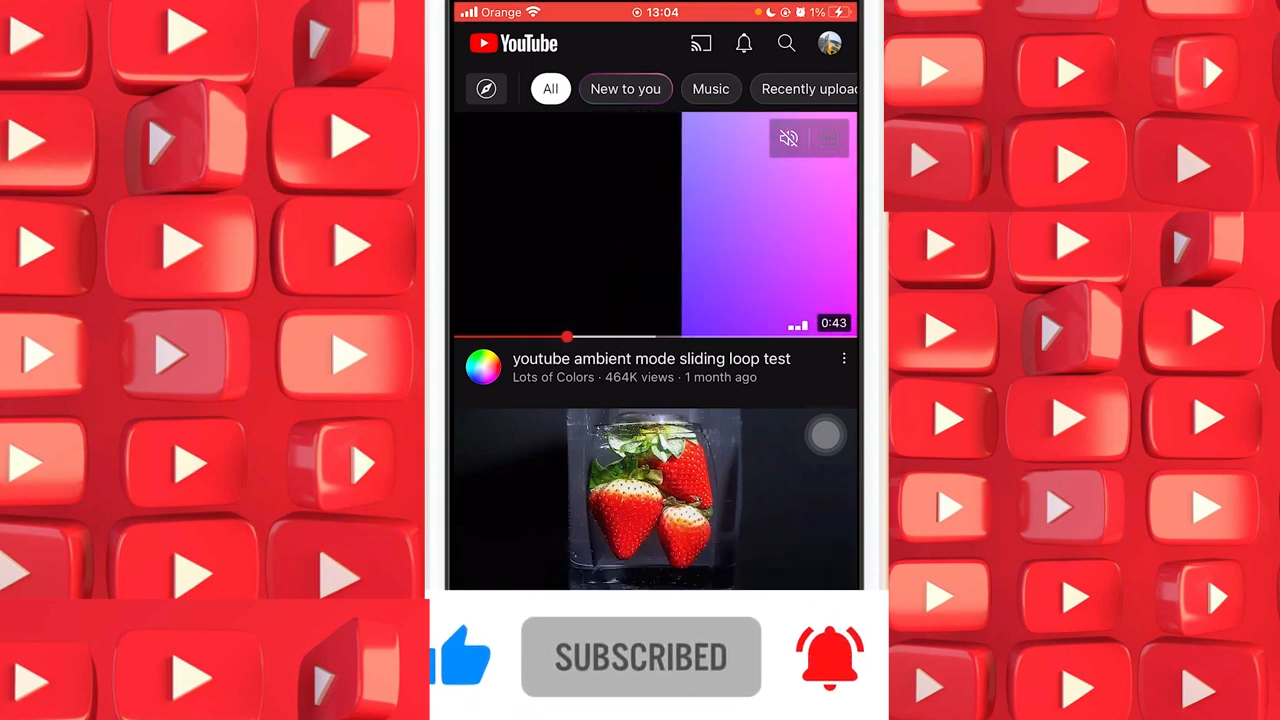 Orange 13:04 1%
YouTube
All New to you Music Recently uploa
0:43
youtube ambient mode sliding loop test
Lots of Colors · 464K views · 1 month ago
SUBSCRIBED